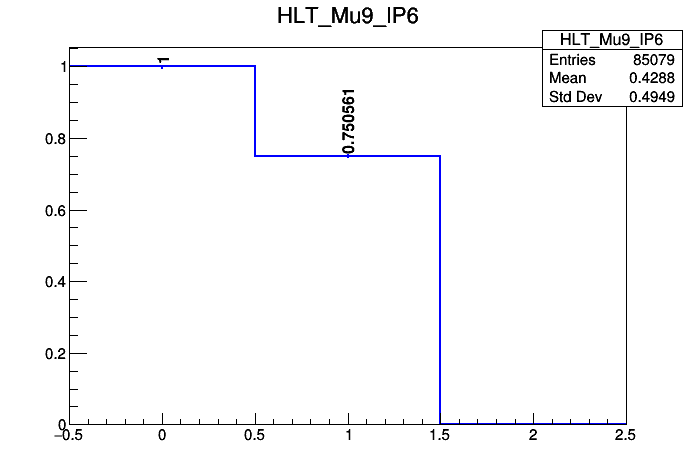 HLT_Mu9_IP6
HLT_Mu9_IP6
Entries 85079
Mean 0.4288
Std Dev 0.4949
1
0.750561
1
0.8
0.6
0.4
0.2
0
−0.5 0 0.5 1 1.5 2 2.5